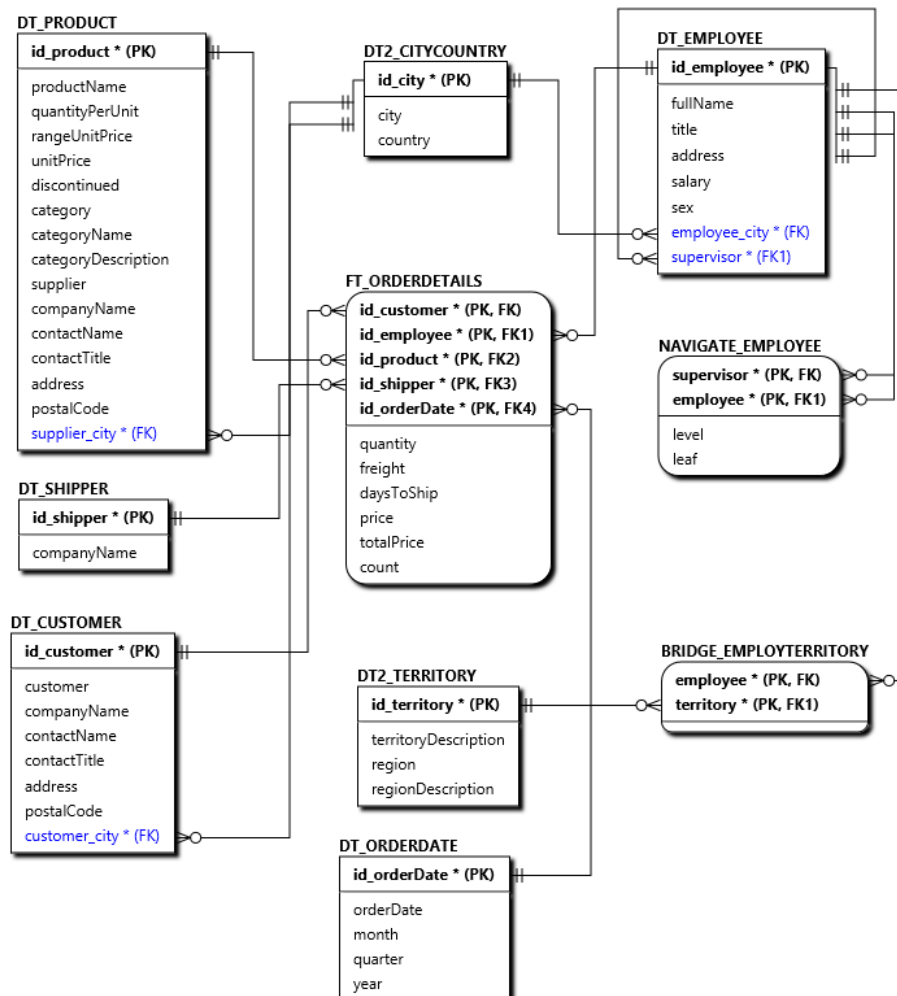 DT_PRODUCT
id_product * (PK)
productName
quantityPerUnit
rangeUnitPrice
unitPrice
discontinued
category
categoryName
categoryDescription
supplier
companyName
contactName
contactTitle
address
postalCode
supplier_city * (FK)
DT2_CITYCOUNTRY
id_city * (PK)
city
country
DT_EMPLOYEE
id_employee * (PK)
fullName
title
address
salary
sex
employee_city * (FK)
supervisor * (FK1)
FT_ORDERDETAILS
id_customer * (PK, FK)
id_employee * (PK, FK1)
id_product * (PK, FK2)
id_shipper * (PK, FK3)
id_orderDate * (PK, FK4)
quantity
freight
daysToShip
price
totalPrice
count
NAVIGATE_EMPLOYEE
supervisor * (PK, FK)
employee * (PK, FK1)
level
leaf
DT_SHIPPER
id_shipper * (PK)
companyName
DT_CUSTOMER
id_customer * (PK)
customer
companyName
contactName
contactTitle
address
postalCode
customer_city * (FK)
DT2_TERRITORY
id_territory * (PK)
territoryDescription
region
regionDescription
BRIDGE_EMPLOYTERRITORY
employee * (PK, FK)
territory * (PK, FK1)
DT_ORDERDATE
id_orderDate * (PK)
orderDate
month
quarter
year